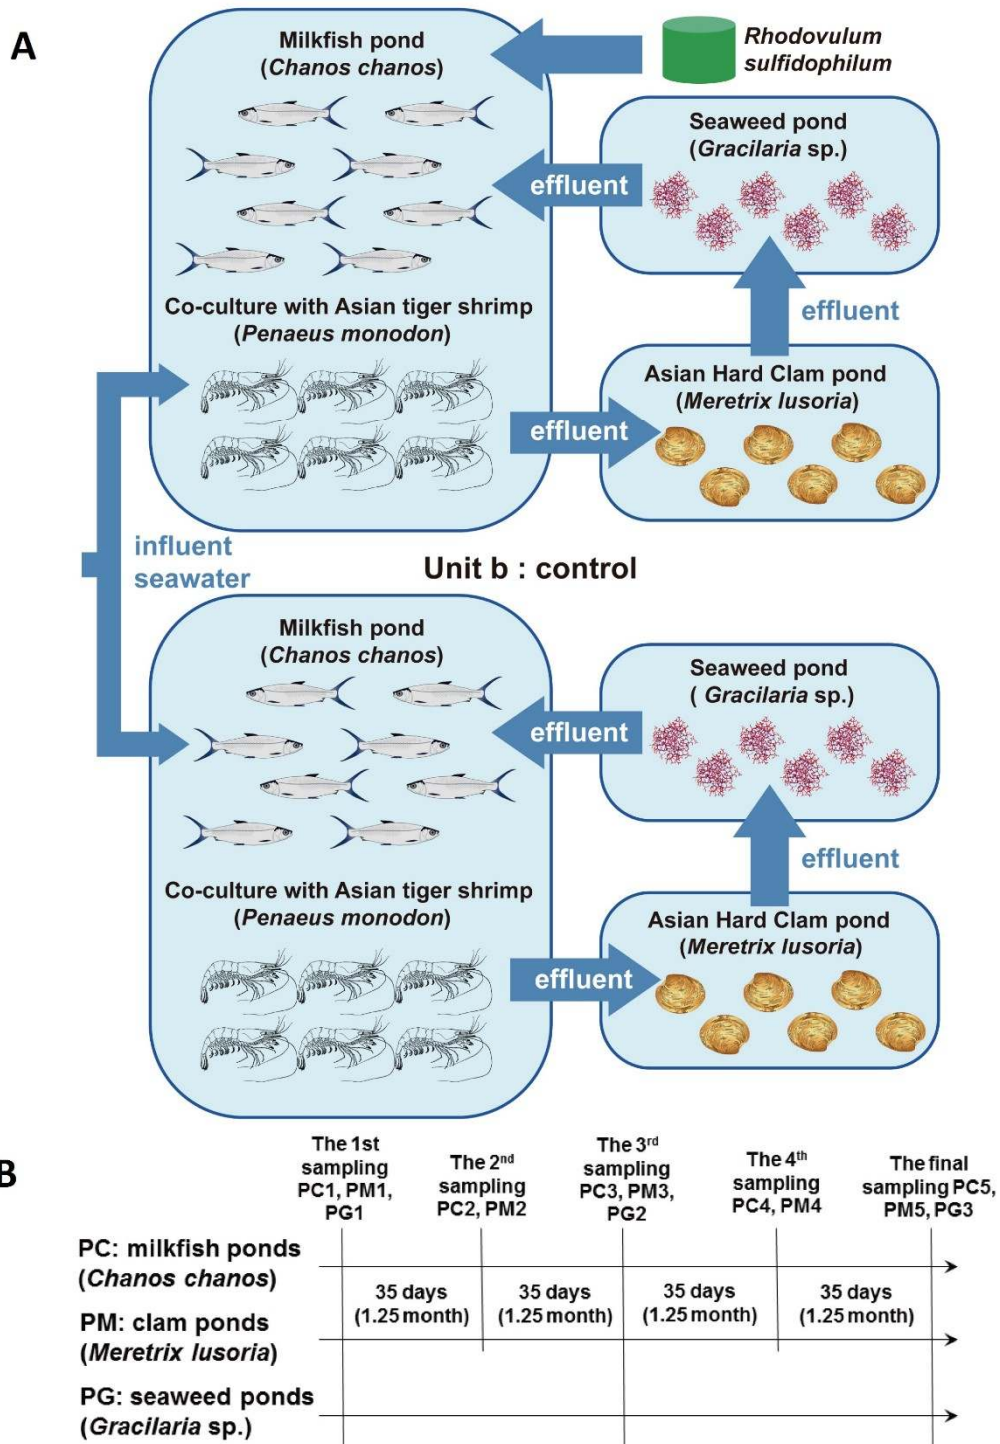 A
Milkfish pond
(Chanos chanos)
Rhodovulum
sulfidophilum
Seaweed pond
(Gracilaria sp.)
effluent
effluent
Co-culture with Asian tiger shrimp
(Penaeus monodon)
Asian Hard Clam pond
(Meretrix lusoria)
effluent
influent
seawater
Unit b : control
Milkfish pond
(Chanos chanos)
Seaweed pond
( Gracilaria sp.)
effluent
effluent
Co-culture with Asian tiger shrimp
(Penaeus monodon)
Asian Hard Clam pond
(Meretrix lusoria)
effluent
B
The 1st
sampling
PC1, PM1,
PG1
The 2nd
sampling
PC2, PM2
The 3rd
sampling
PC3, PM3,
PG2
The 4th
sampling
PC4, PM4
The final
sampling PC5,
PM5, PG3
PC: milkfish ponds
(Chanos chanos)
35 days
(1.25 month)
35 days
(1.25 month)
35 days
(1.25 month)
35 days
(1.25 month)
PM: clam ponds
(Meretrix lusoria)
PG: seaweed ponds
(Gracilaria sp.)